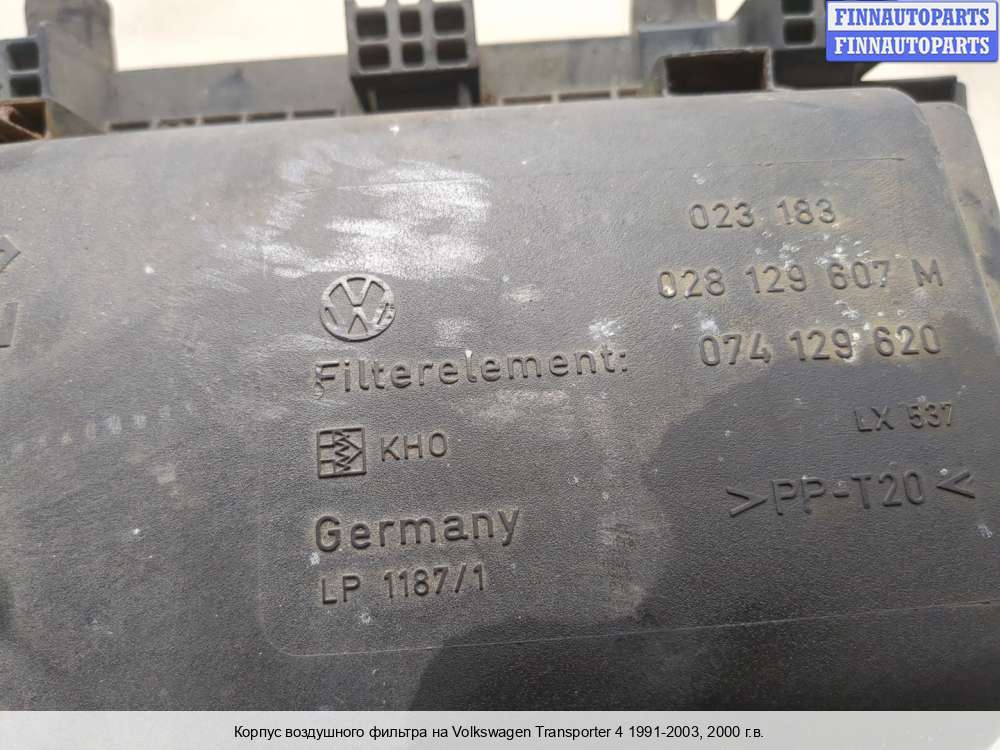 FINNAUTOPARTS
FINNAUTOPARTS
023 183
028 129 607 M
Filterelement: 074 129 620
LX 537
KHO
>PP-T20<
Germany
LP 1187/1
Корпус воздушного фильтра на Volkswagen Transporter 4 1991-2003, 2000 г.в.